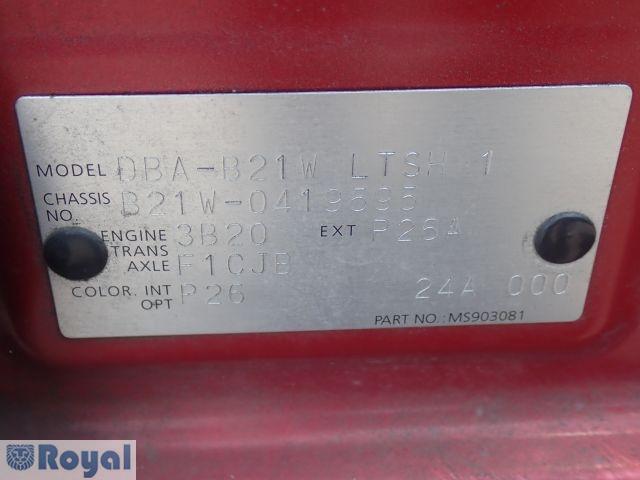 MODEL DBA-B21W LTSH 1
CHASSIS NO. B21W-0419595
ENGINE 3B20 EXT P26A
TRANS AXLE F1CJB
COLOR. INT OPT P26 24A 000
PART NO.: MS903081
Royal